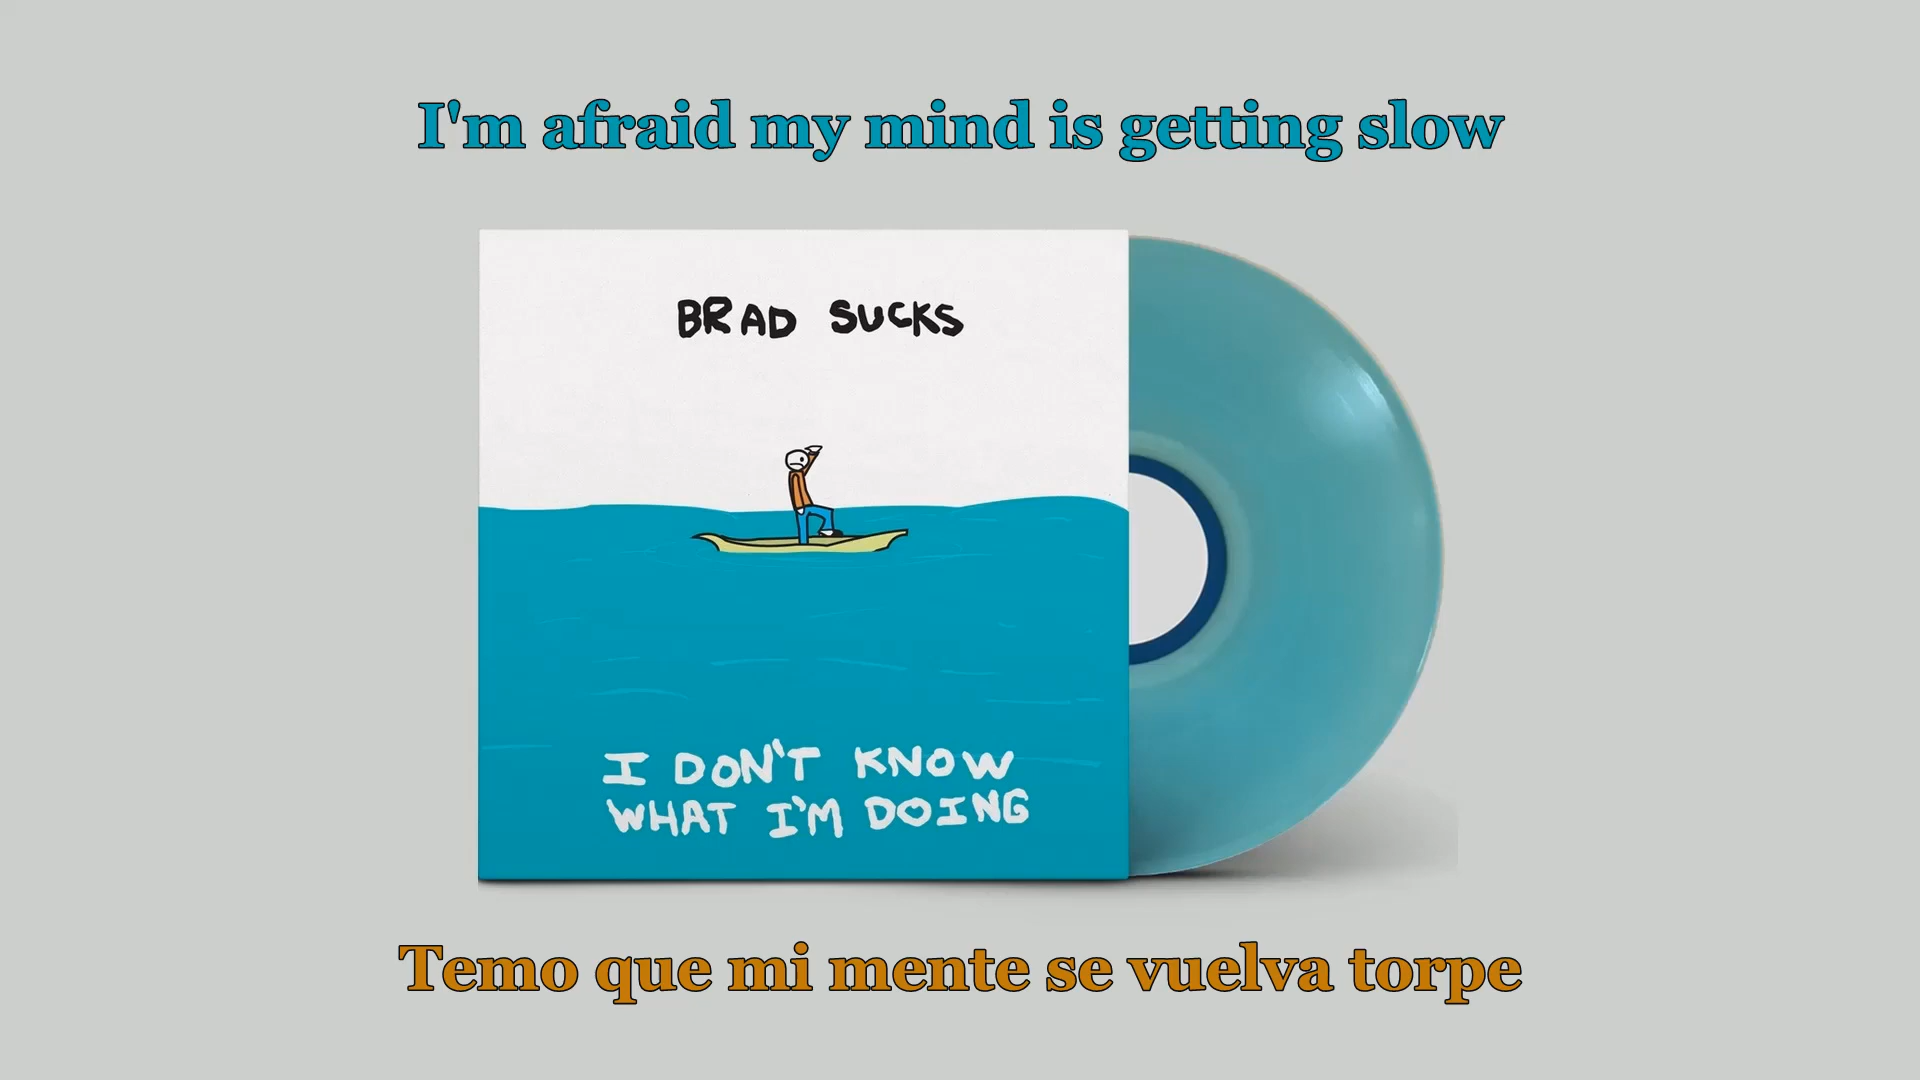 I'm afraid my mind is getting slow
BRAD SUCKS
I DON'T KNOW
WHAT I'M DOING
Temo que mi mente se vuelva torpe